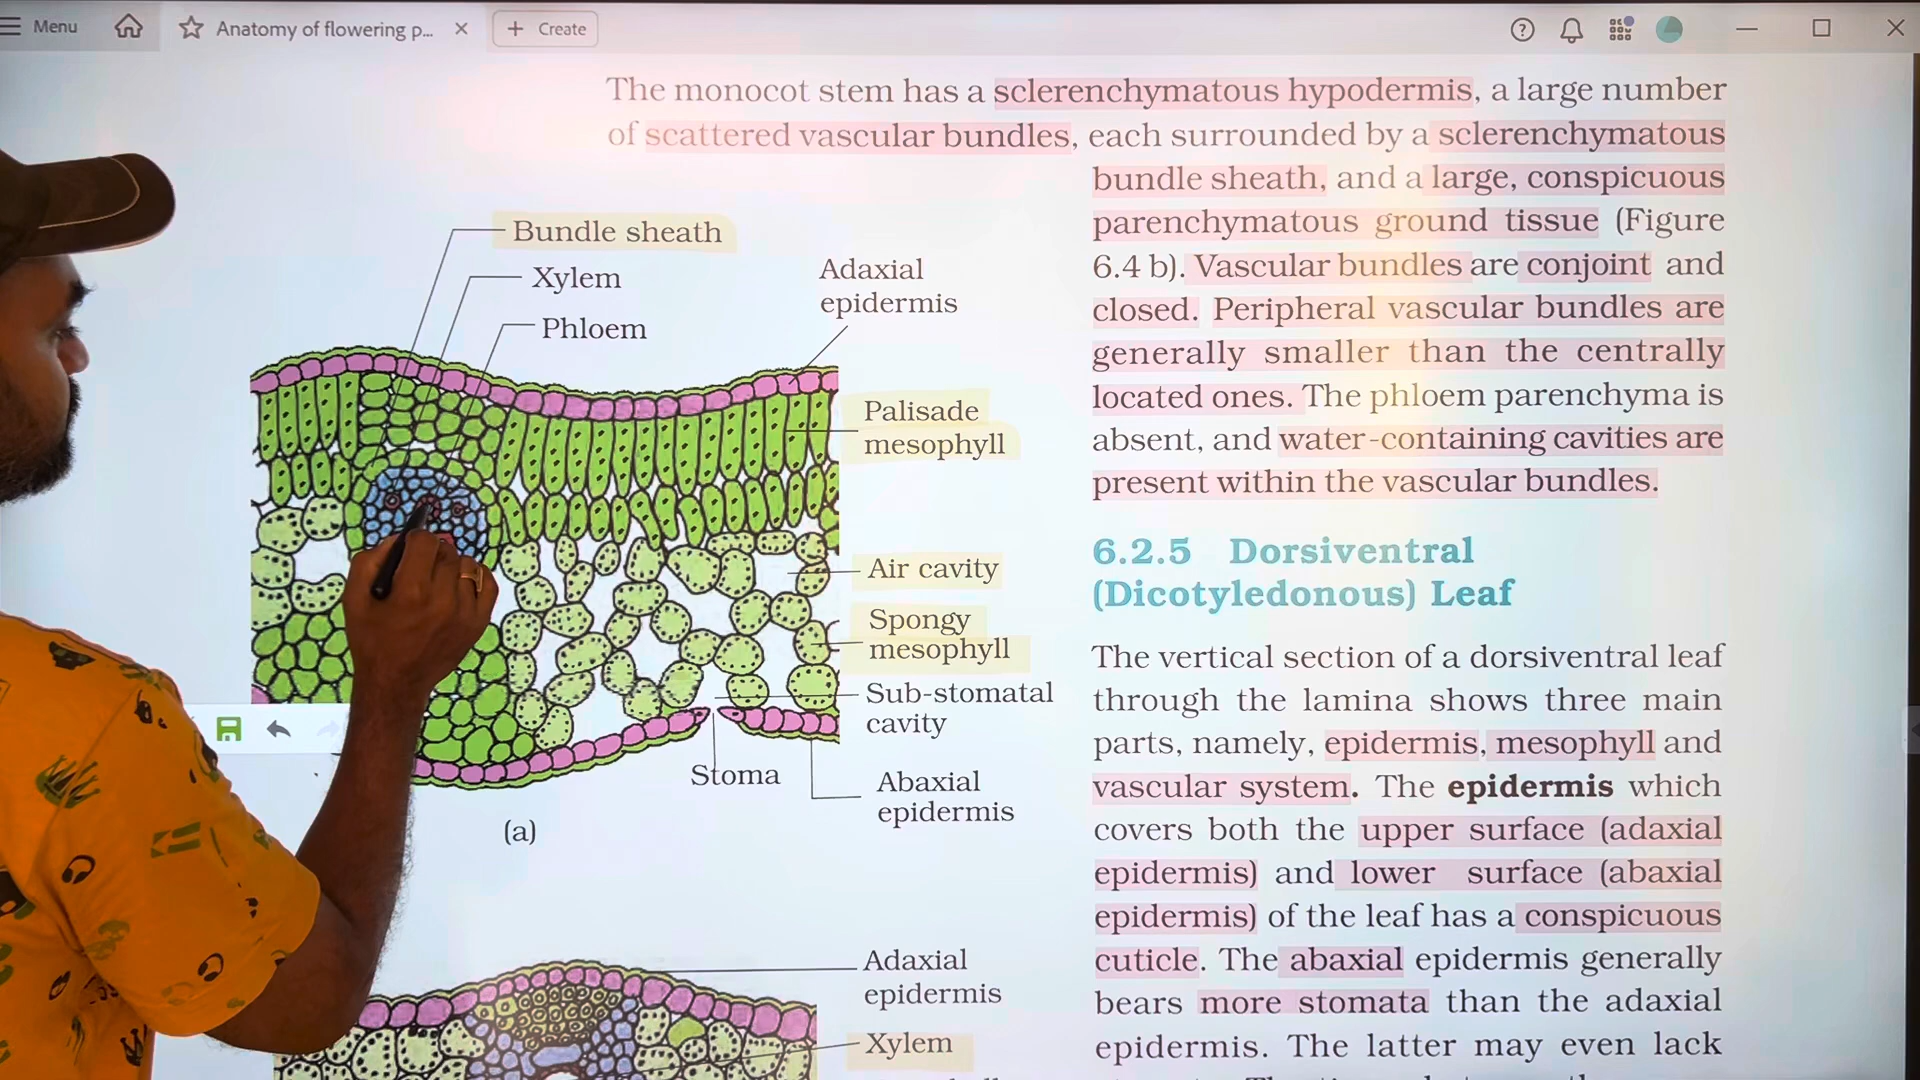 Menu
Anatomy of flowering p...
Create
The monocot stem has a sclerenchymatous hypodermis, a large number
of scattered vascular bundles, each surrounded by a sclerenchymatous
bundle sheath, and a large, conspicuous
parenchymatous ground tissue (Figure
6.4 b). Vascular bundles are conjoint and
closed. Peripheral vascular bundles are
generally smaller than the centrally
located ones. The phloem parenchyma is
absent, and water-containing cavities are
present within the vascular bundles.
Bundle sheath
Xylem
Phloem
Adaxial
epidermis
Palisade
mesophyll
Air cavity
Spongy
mesophyll
Sub-stomatal
cavity
Stoma
Abaxial
epidermis
(a)
6.2.5 Dorsiventral
(Dicotyledonous) Leaf
The vertical section of a dorsiventral leaf
through the lamina shows three main
parts, namely, epidermis, mesophyll and
vascular system. The epidermis which
covers both the upper surface (adaxial
epidermis) and lower surface (abaxial
epidermis) of the leaf has a conspicuous
cuticle. The abaxial epidermis generally
bears more stomata than the adaxial
epidermis. The latter may even lack
Adaxial
epidermis
Xylem